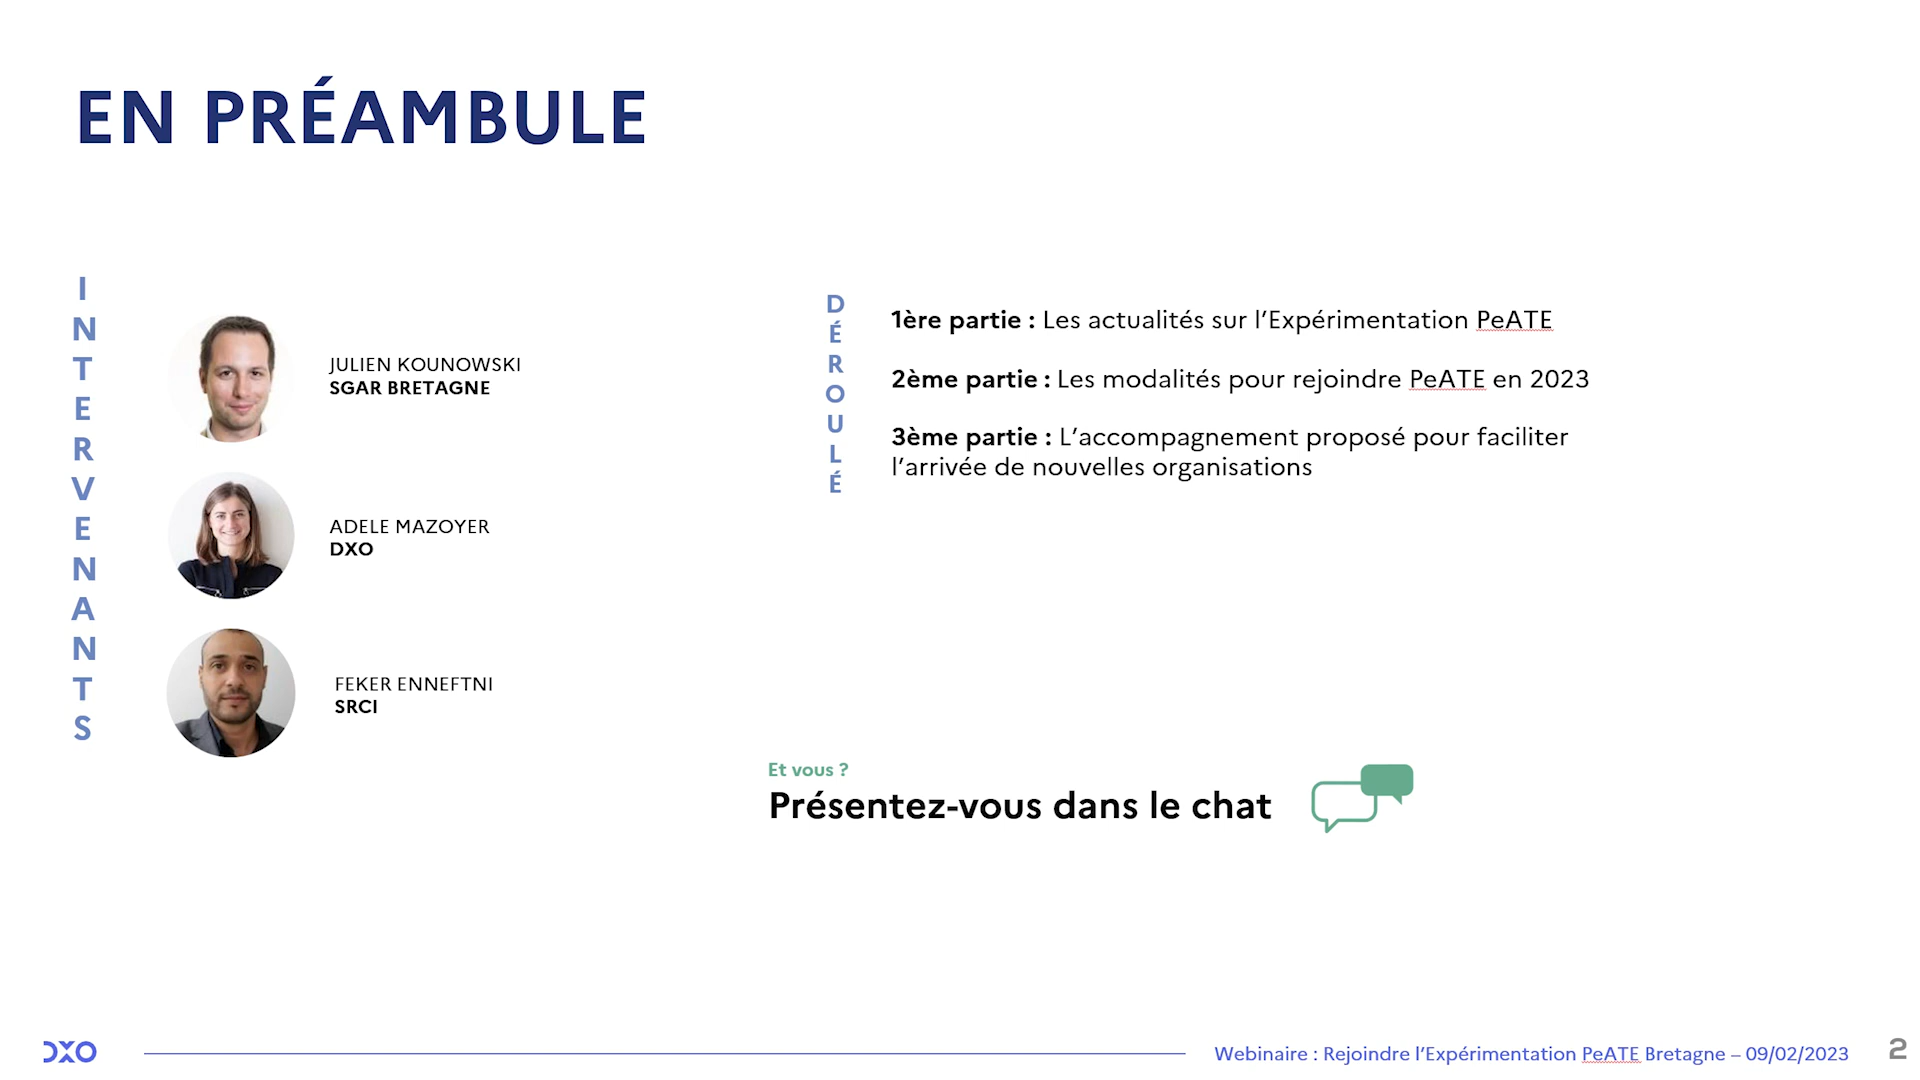 EN PRÉAMBULE
INTERVENANTS
JULIEN KOUNOWSKI
SGAR BRETAGNE
ADELE MAZOYER
DXO
FEKER ENNEFTNI
SRCI
DÉROULÉ
1ère partie : Les actualités sur l’Expérimentation PeATE
2ème partie : Les modalités pour rejoindre PeATE en 2023
3ème partie : L’accompagnement proposé pour faciliter
l’arrivée de nouvelles organisations
Et vous ?
Présentez-vous dans le chat
DXO
Webinaire : Rejoindre l’Expérimentation PeATE Bretagne – 09/02/2023
2